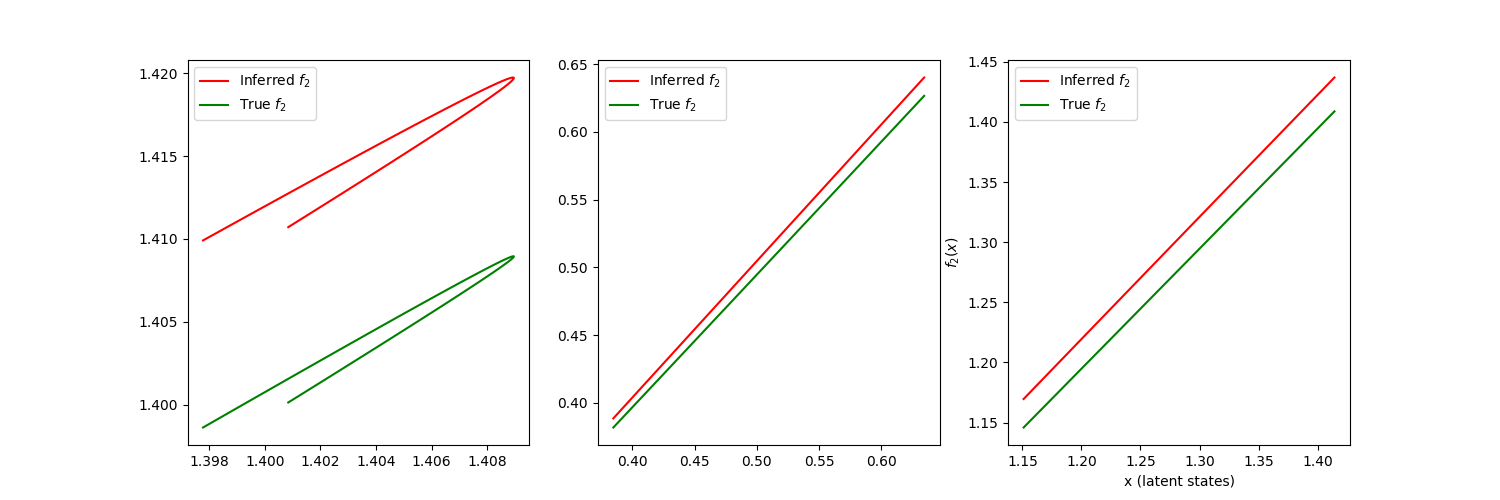 Inferred f₂
True f₂
1.420
1.415
1.410
1.405
1.400
1.398 1.400 1.402 1.404 1.406 1.408
Inferred f₂
True f₂
0.65
0.60
0.55
0.50
0.45
0.40
0.40 0.45 0.50 0.55 0.60
Inferred f₂
True f₂
f₂(x)
1.45
1.40
1.35
1.30
1.25
1.20
1.15
1.15 1.20 1.25 1.30 1.35 1.40
x (latent states)